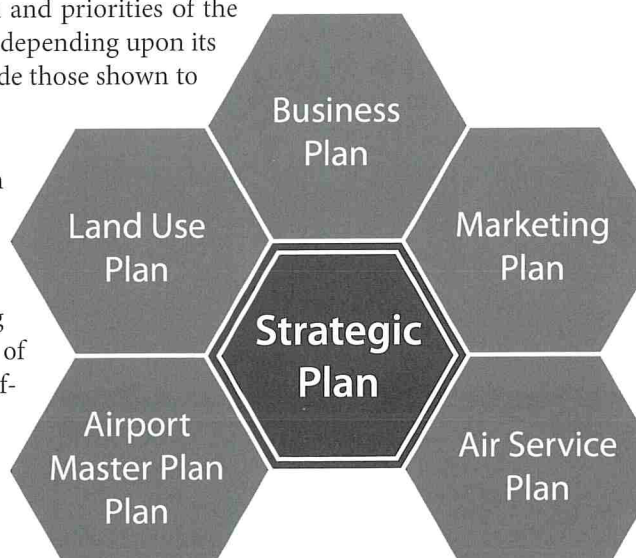 and priorities of the
depending upon its
de those shown to
n
g
of
f-
Business
Plan
Land Use
Plan
Marketing
Plan
Strategic
Plan
Airport
Master Plan
Plan
Air Service
Plan